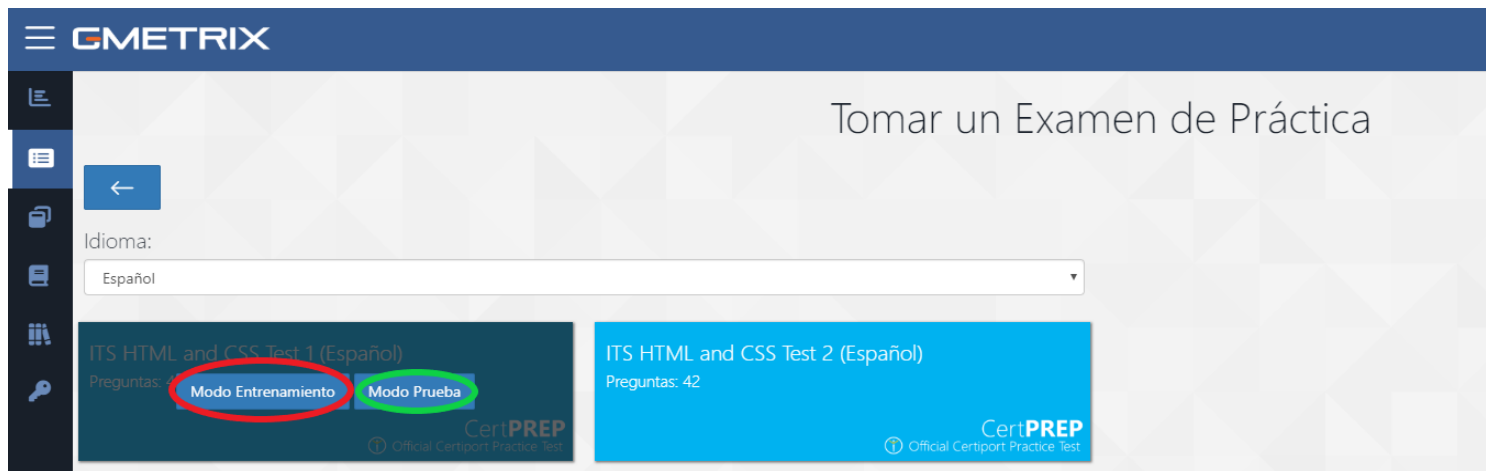 GMETRIX
Tomar un Examen de Práctica
Idioma:
Español
ITS HTML and CSS Test 1 (Español)
Preguntas: 4
Modo Entrenamiento
Modo Prueba
CertPREP
Official Certiport Practice Test
ITS HTML and CSS Test 2 (Español)
Preguntas: 42
CertPREP
Official Certiport Practice Test